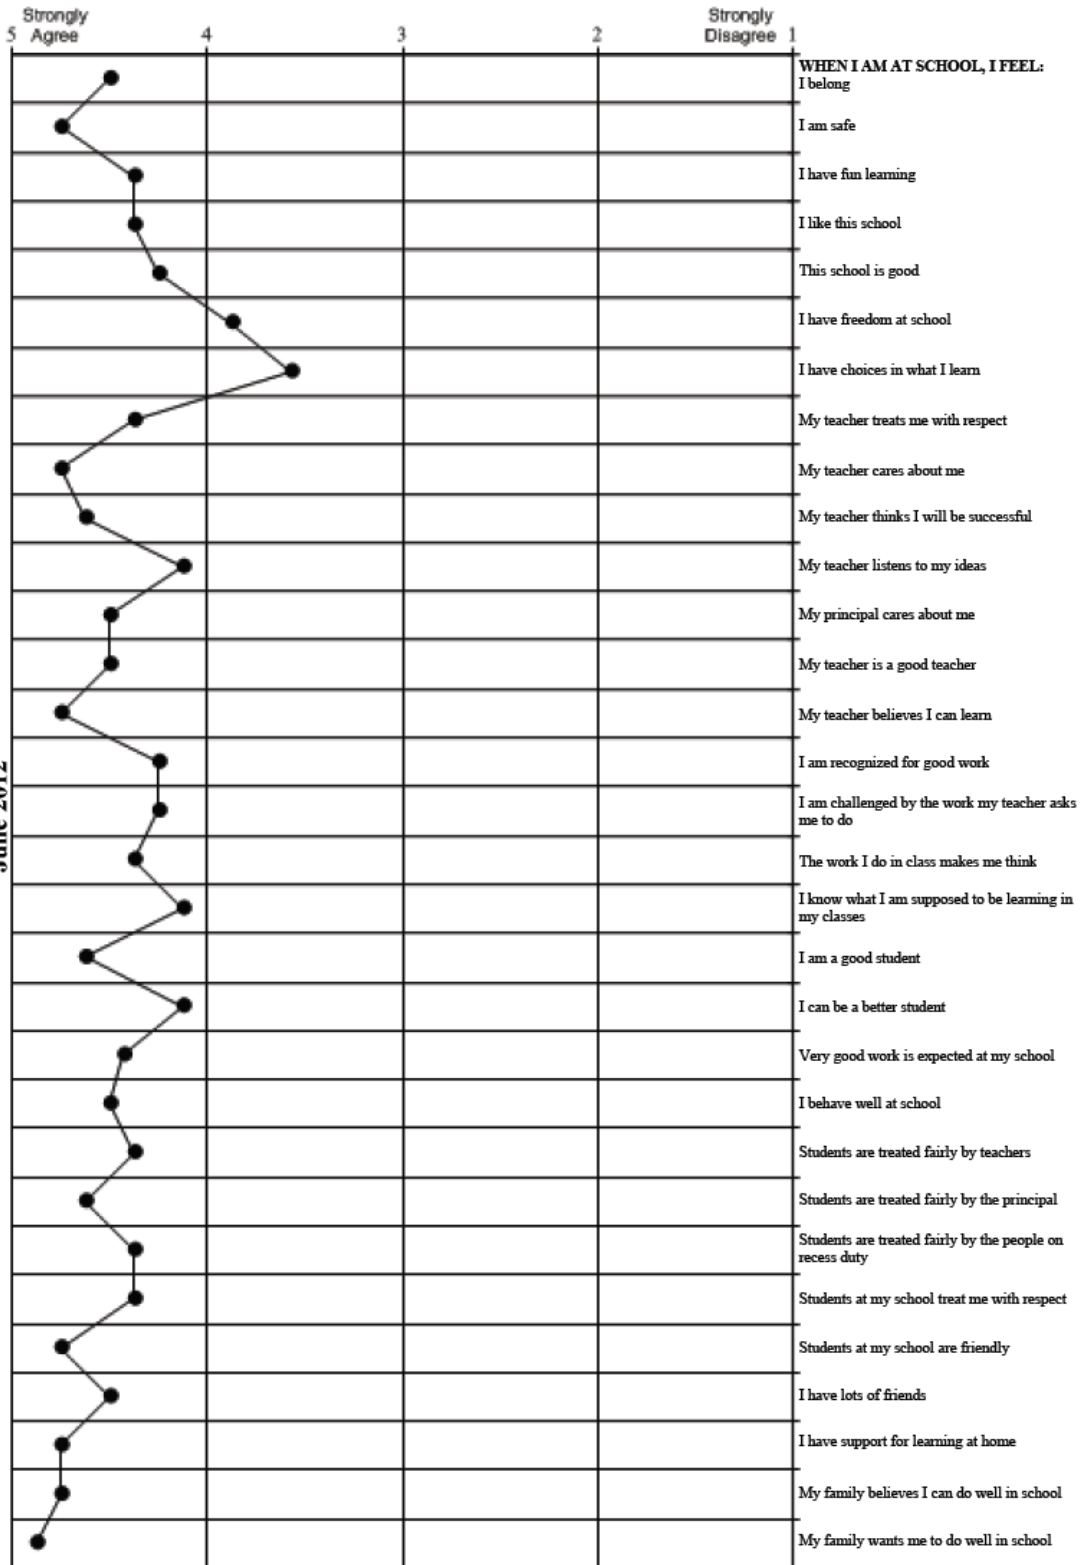 Strongly
Agree
Strongly
Disagree
5 4 3 2 1
WHEN I AM AT SCHOOL, I FEEL:
I belong
I am safe
I have fun learning
I like this school
This school is good
I have freedom at school
I have choices in what I learn
My teacher treats me with respect
My teacher cares about me
My teacher thinks I will be successful
My teacher listens to my ideas
My principal cares about me
My teacher is a good teacher
My teacher believes I can learn
I am recognized for good work
I am challenged by the work my teacher asks
me to do
The work I do in class makes me think
I know what I am supposed to be learning in
my classes
I am a good student
I can be a better student
Very good work is expected at my school
I behave well at school
Students are treated fairly by teachers
Students are treated fairly by the principal
Students are treated fairly by the people on
recess duty
Students at my school treat me with respect
Students at my school are friendly
I have lots of friends
I have support for learning at home
My family believes I can do well in school
My family wants me to do well in school
June 2012